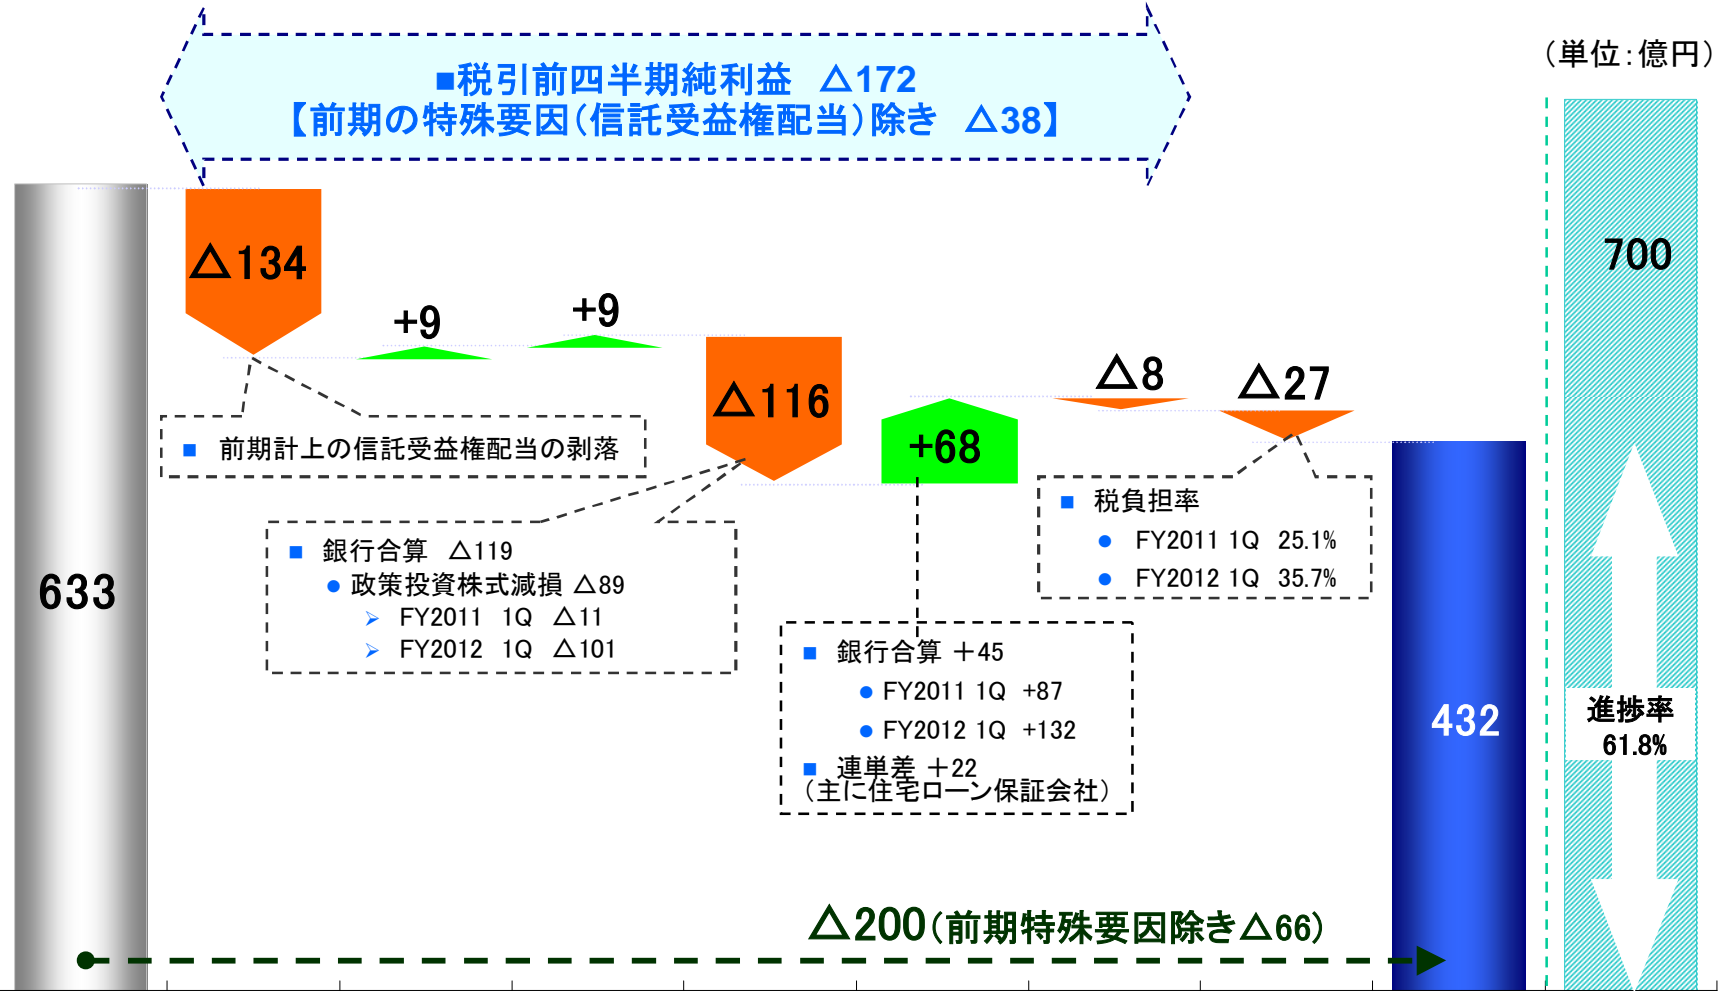 （単位：億円）
■税引前四半期純利益　△172
【前期の特殊要因（信託受益権配当）除き　△38】
633
△134
+9
+9
△116
+68
△8
△27
432
700
■ 前期計上の信託受益権配当の剥落
■ 銀行合算　△119
● 政策投資株式減損 △89
➢ FY2011　1Q　△11
➢ FY2012　1Q　△101
■ 銀行合算 ＋45
● FY2011 1Q　+87
● FY2012 1Q　+132
■ 連単差 ＋22
（主に住宅ローン保証会社）
■ 税負担率
● FY2011 1Q　25.1%
● FY2012 1Q　35.7%
進捗率
61.8%
△200（前期特殊要因除き△66）